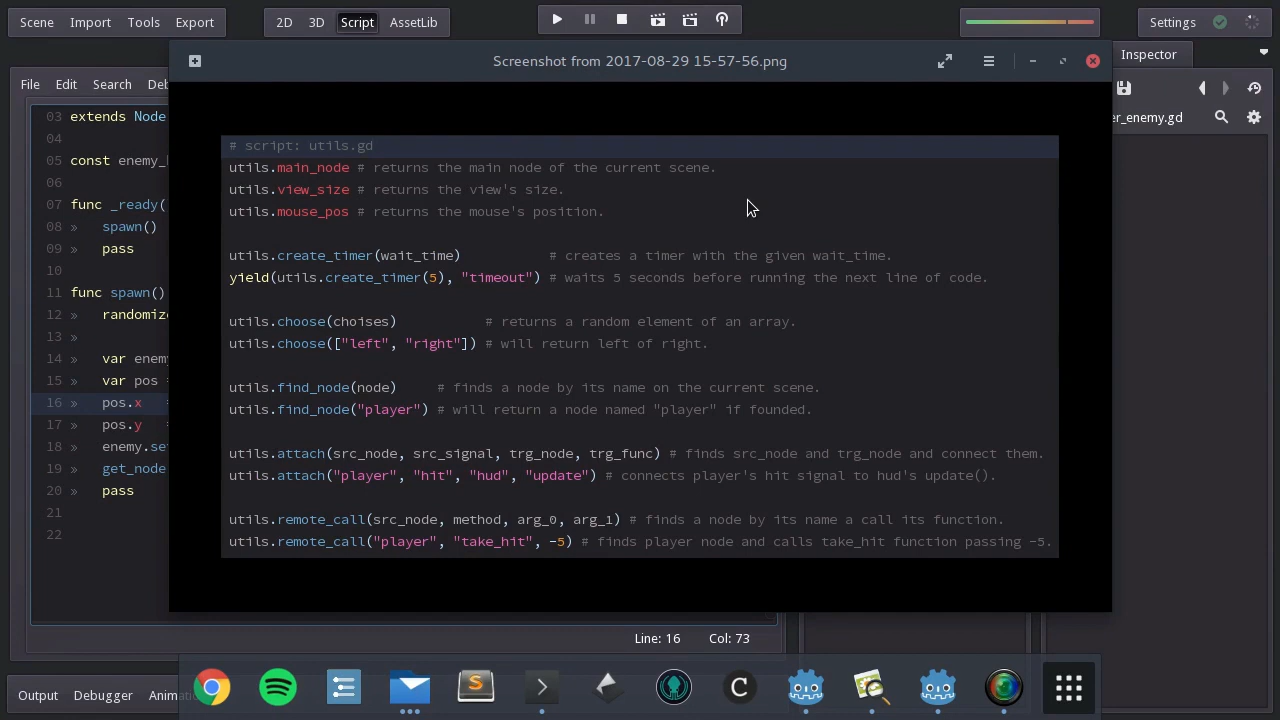 Scene Import Tools Export 2D 3D Script AssetLib Settings
Screenshot from 2017-08-29 15-57-56.png
Inspector
File Edit Search
er_enemy.gd
03 extends Node
04
05 const enemy_
06
07 func _ready(
08 » spawn()
09 » pass
10
11 func spawn()
12 » randomize
13 »
14 » var enemy
15 » var pos =
16 » pos.x =
17 » pos.y =
18 » enemy.set
19 » get_node
20 » pass
21
22
# script: utils.gd
utils.main_node # returns the main node of the current scene.
utils.view_size # returns the view's size.
utils.mouse_pos # returns the mouse's position.
utils.create_timer(wait_time) # creates a timer with the given wait_time.
yield(utils.create_timer(5), "timeout") # waits 5 seconds before running the next line of code.
utils.choose(choises) # returns a random element of an array.
utils.choose(["left", "right"]) # will return left of right.
utils.find_node(node) # finds a node by its name on the current scene.
utils.find_node("player") # will return a node named "player" if founded.
utils.attach(src_node, src_signal, trg_node, trg_func) # finds src_node and trg_node and connect them.
utils.attach("player", "hit", "hud", "update") # connects player's hit signal to hud's update().
utils.remote_call(src_node, method, arg_0, arg_1) # finds a node by its name a call its function.
utils.remote_call("player", "take_hit", -5) # finds player node and calls take_hit function passing -5.
Line: 16 Col: 73
Output Debugger